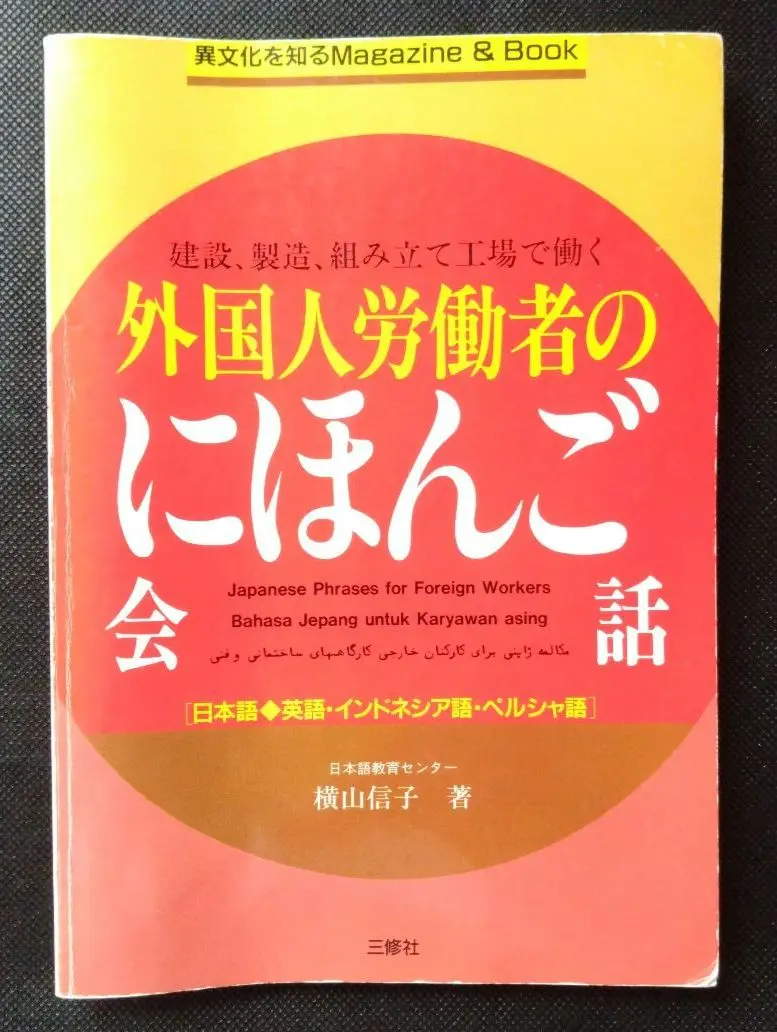 異文化を知るMagazine & Book
建設、製造、組み立て工場で働く
外国人労働者の
にほんご
会話
Japanese Phrases for Foreign Workers
Bahasa Jepang untuk Karyawan asing
مکالمه ژاپنی برای کارکنان خارجی کارگاههای ساختمانی و فنی
[日本語◆英語・インドネシア語・ペルシャ語]
日本語教育センター
横山信子 著
三修社